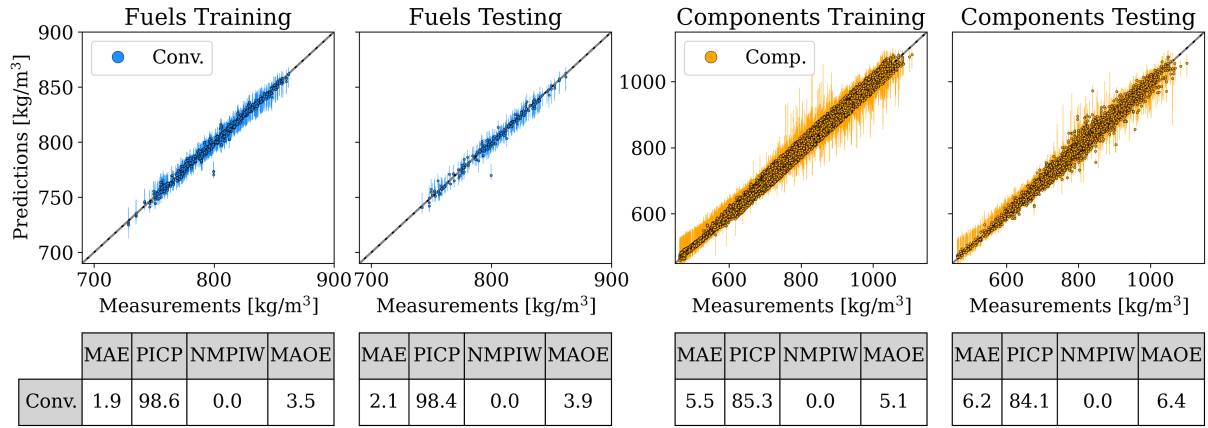 Fuels Training Fuels Testing Components Training Components Testing
Predictions [kg/m³]
900
850
800
750
700
Conv.
1000
800
600
Comp.
700 800 900 700 800 900 600 800 1000 600 800 1000
Measurements [kg/m³] Measurements [kg/m³] Measurements [kg/m³] Measurements [kg/m³]
MAE PICP NMPIW MAOE MAE PICP NMPIW MAOE MAE PICP NMPIW MAOE MAE PICP NMPIW MAOE
Conv. 1.9 98.6 0.0 3.5 2.1 98.4 0.0 3.9 5.5 85.3 0.0 5.1 6.2 84.1 0.0 6.4